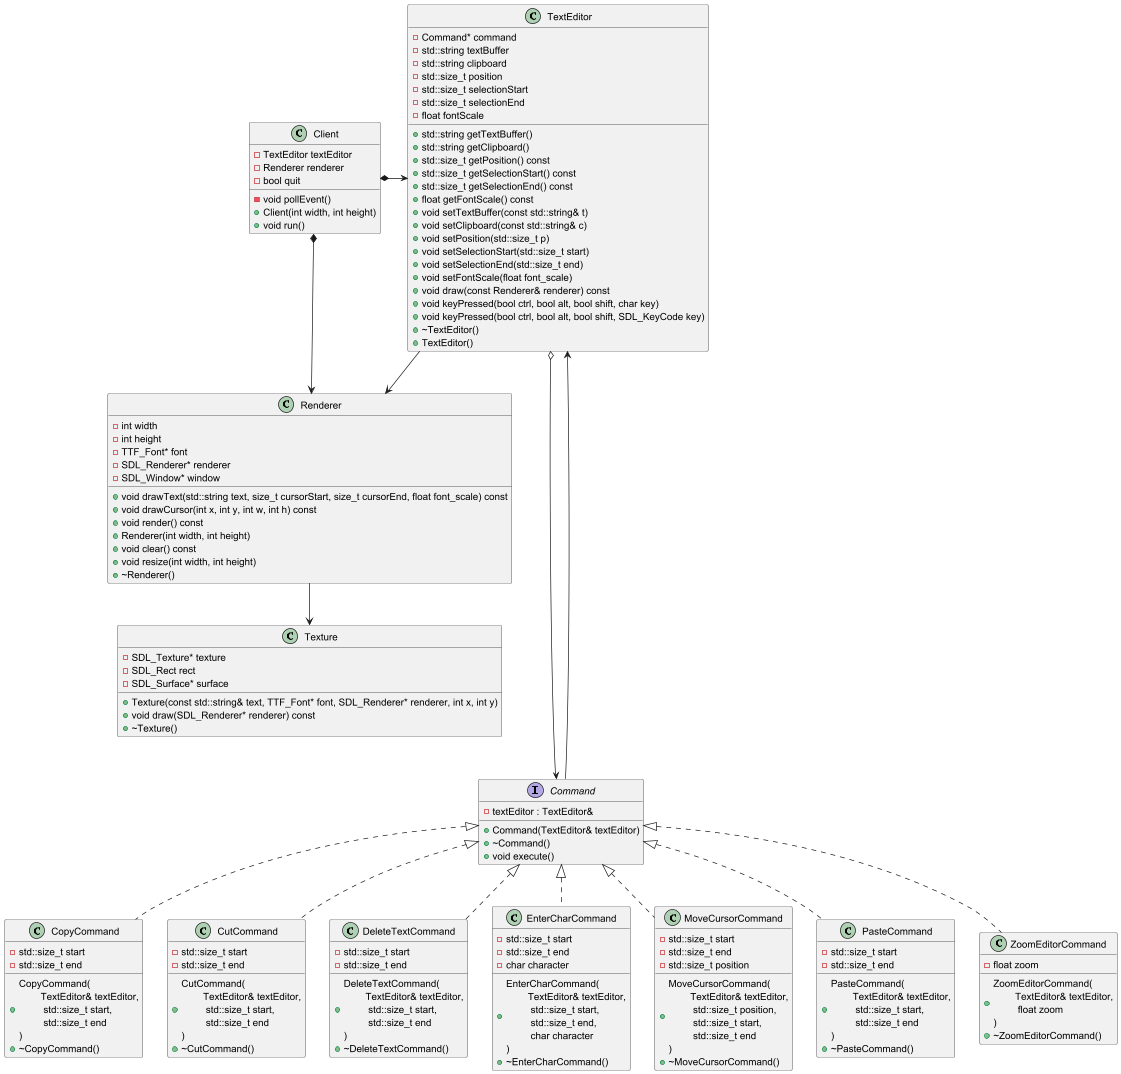 C TextEditor
Command* command
std::string textBuffer
std::string clipboard
std::size_t position
std::size_t selectionStart
std::size_t selectionEnd
float fontScale
std::string getTextBuffer()
std::string getClipboard()
std::size_t getPosition() const
std::size_t getSelectionStart() const
std::size_t getSelectionEnd() const
float getFontScale() const
void setTextBuffer(const std::string& t)
void setClipboard(const std::string& c)
void setPosition(std::size_t p)
void setSelectionStart(std::size_t start)
void setSelectionEnd(std::size_t end)
void setFontScale(float font_scale)
void draw(const Renderer& renderer) const
void keyPressed(bool ctrl, bool alt, bool shift, char key)
void keyPressed(bool ctrl, bool alt, bool shift, SDL_KeyCode key)
~TextEditor()
TextEditor()
C Client
TextEditor textEditor
Renderer renderer
bool quit
void pollEvent()
Client(int width, int height)
void run()
C Renderer
int width
int height
TTF_Font* font
SDL_Renderer* renderer
SDL_Window* window
void drawText(std::string text, size_t cursorStart, size_t cursorEnd, float font_scale) const
void drawCursor(int x, int y, int w, int h) const
void render() const
Renderer(int width, int height)
void clear() const
void resize(int width, int height)
~Renderer()
C Texture
SDL_Texture* texture
SDL_Rect rect
SDL_Surface* surface
Texture(const std::string& text, TTF_Font* font, SDL_Renderer* renderer, int x, int y)
void draw(SDL_Renderer* renderer) const
~Texture()
I Command
textEditor : TextEditor&
Command(TextEditor& textEditor)
~Command()
void execute()
C CopyCommand
std::size_t start
std::size_t end
CopyCommand(
TextEditor& textEditor,
std::size_t start,
std::size_t end
)
~CopyCommand()
C CutCommand
std::size_t start
std::size_t end
CutCommand(
TextEditor& textEditor,
std::size_t start,
std::size_t end
)
~CutCommand()
C DeleteTextCommand
std::size_t start
std::size_t end
DeleteTextCommand(
TextEditor& textEditor,
std::size_t start,
std::size_t end
)
~DeleteTextCommand()
C EnterCharCommand
std::size_t start
std::size_t end
char character
EnterCharCommand(
TextEditor& textEditor,
std::size_t start,
std::size_t end,
char character
)
~EnterCharCommand()
C MoveCursorCommand
std::size_t start
std::size_t end
std::size_t position
MoveCursorCommand(
TextEditor& textEditor,
std::size_t position,
std::size_t start,
std::size_t end
)
~MoveCursorCommand()
C PasteCommand
std::size_t start
std::size_t end
PasteCommand(
TextEditor& textEditor,
std::size_t start,
std::size_t end
)
~PasteCommand()
C ZoomEditorCommand
float zoom
ZoomEditorCommand(
TextEditor& textEditor,
float zoom
)
~ZoomEditorCommand()